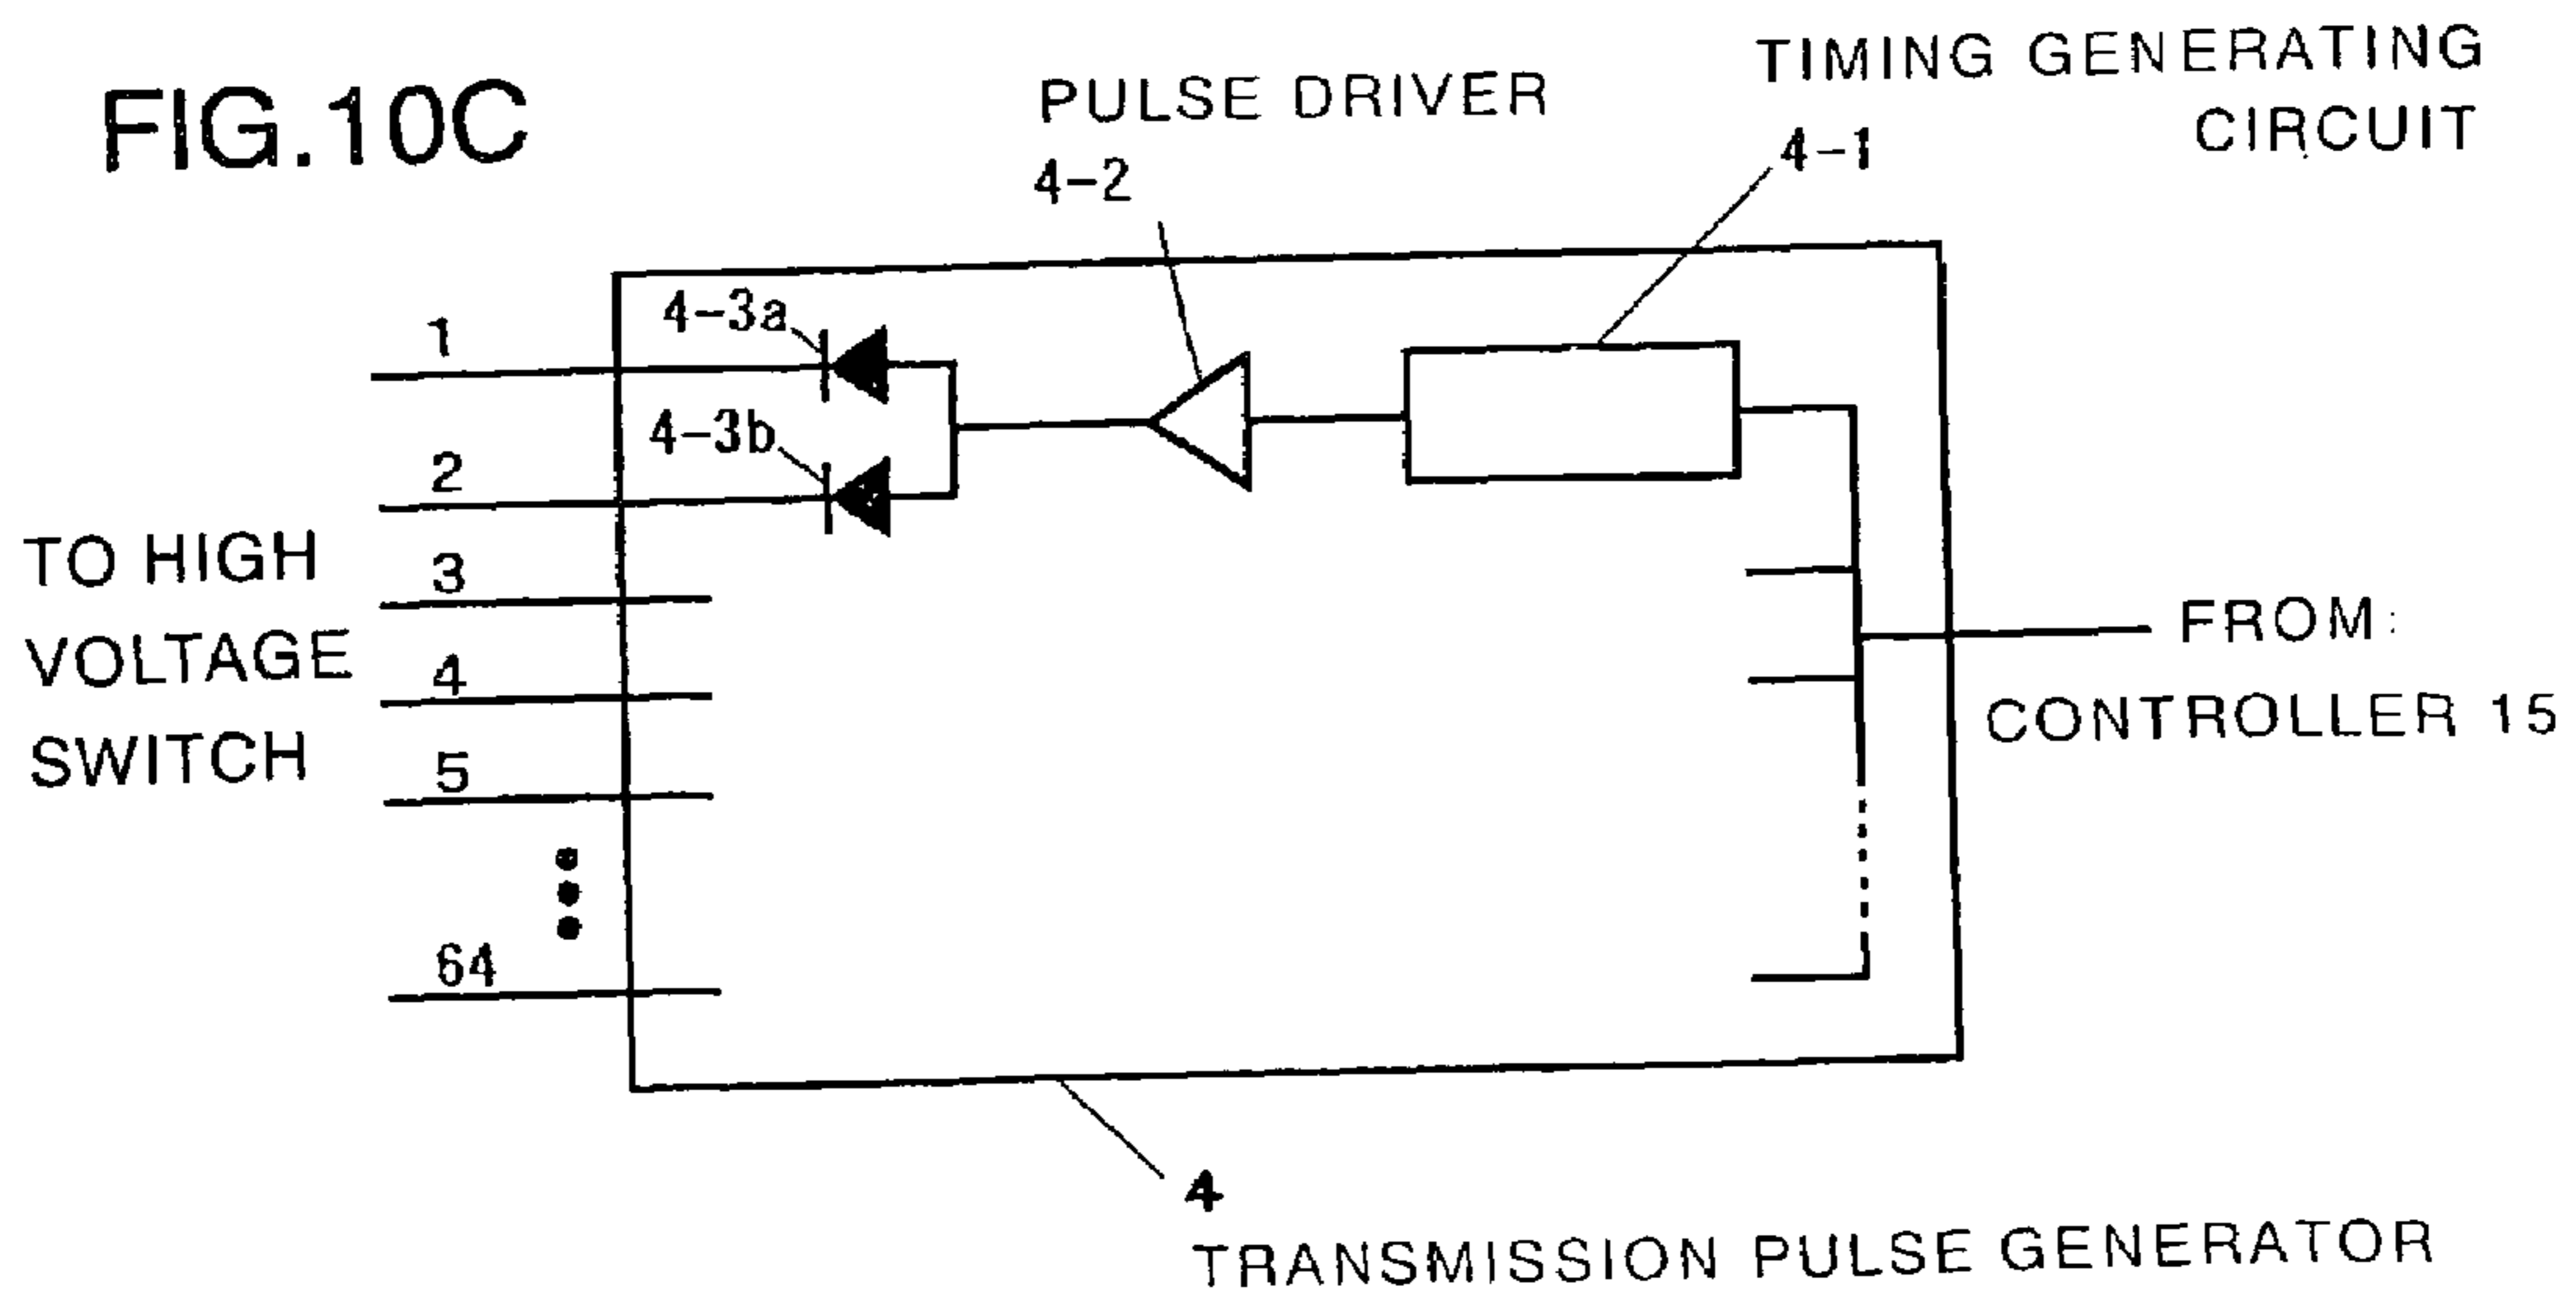 FIG.10C
PULSE DRIVER
4-2
TIMING GENERATING
CIRCUIT
4-1
4-3a
4-3b
1
2
3
4
5
64
TO HIGH
VOLTAGE
SWITCH
FROM
CONTROLLER 15
4
TRANSMISSION PULSE GENERATOR